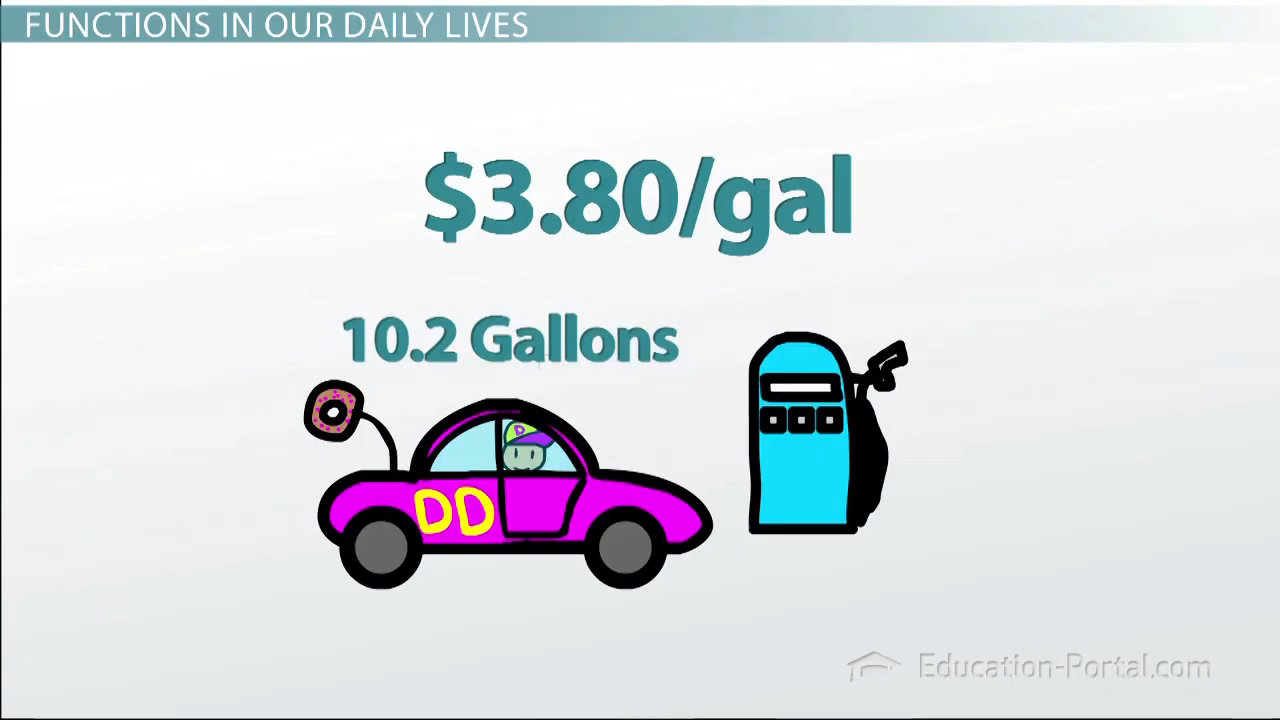 FUNCTIONS IN OUR DAILY LIVES
$3.80/gal
10.2 Gallons
D
DD
Education-Portal.com